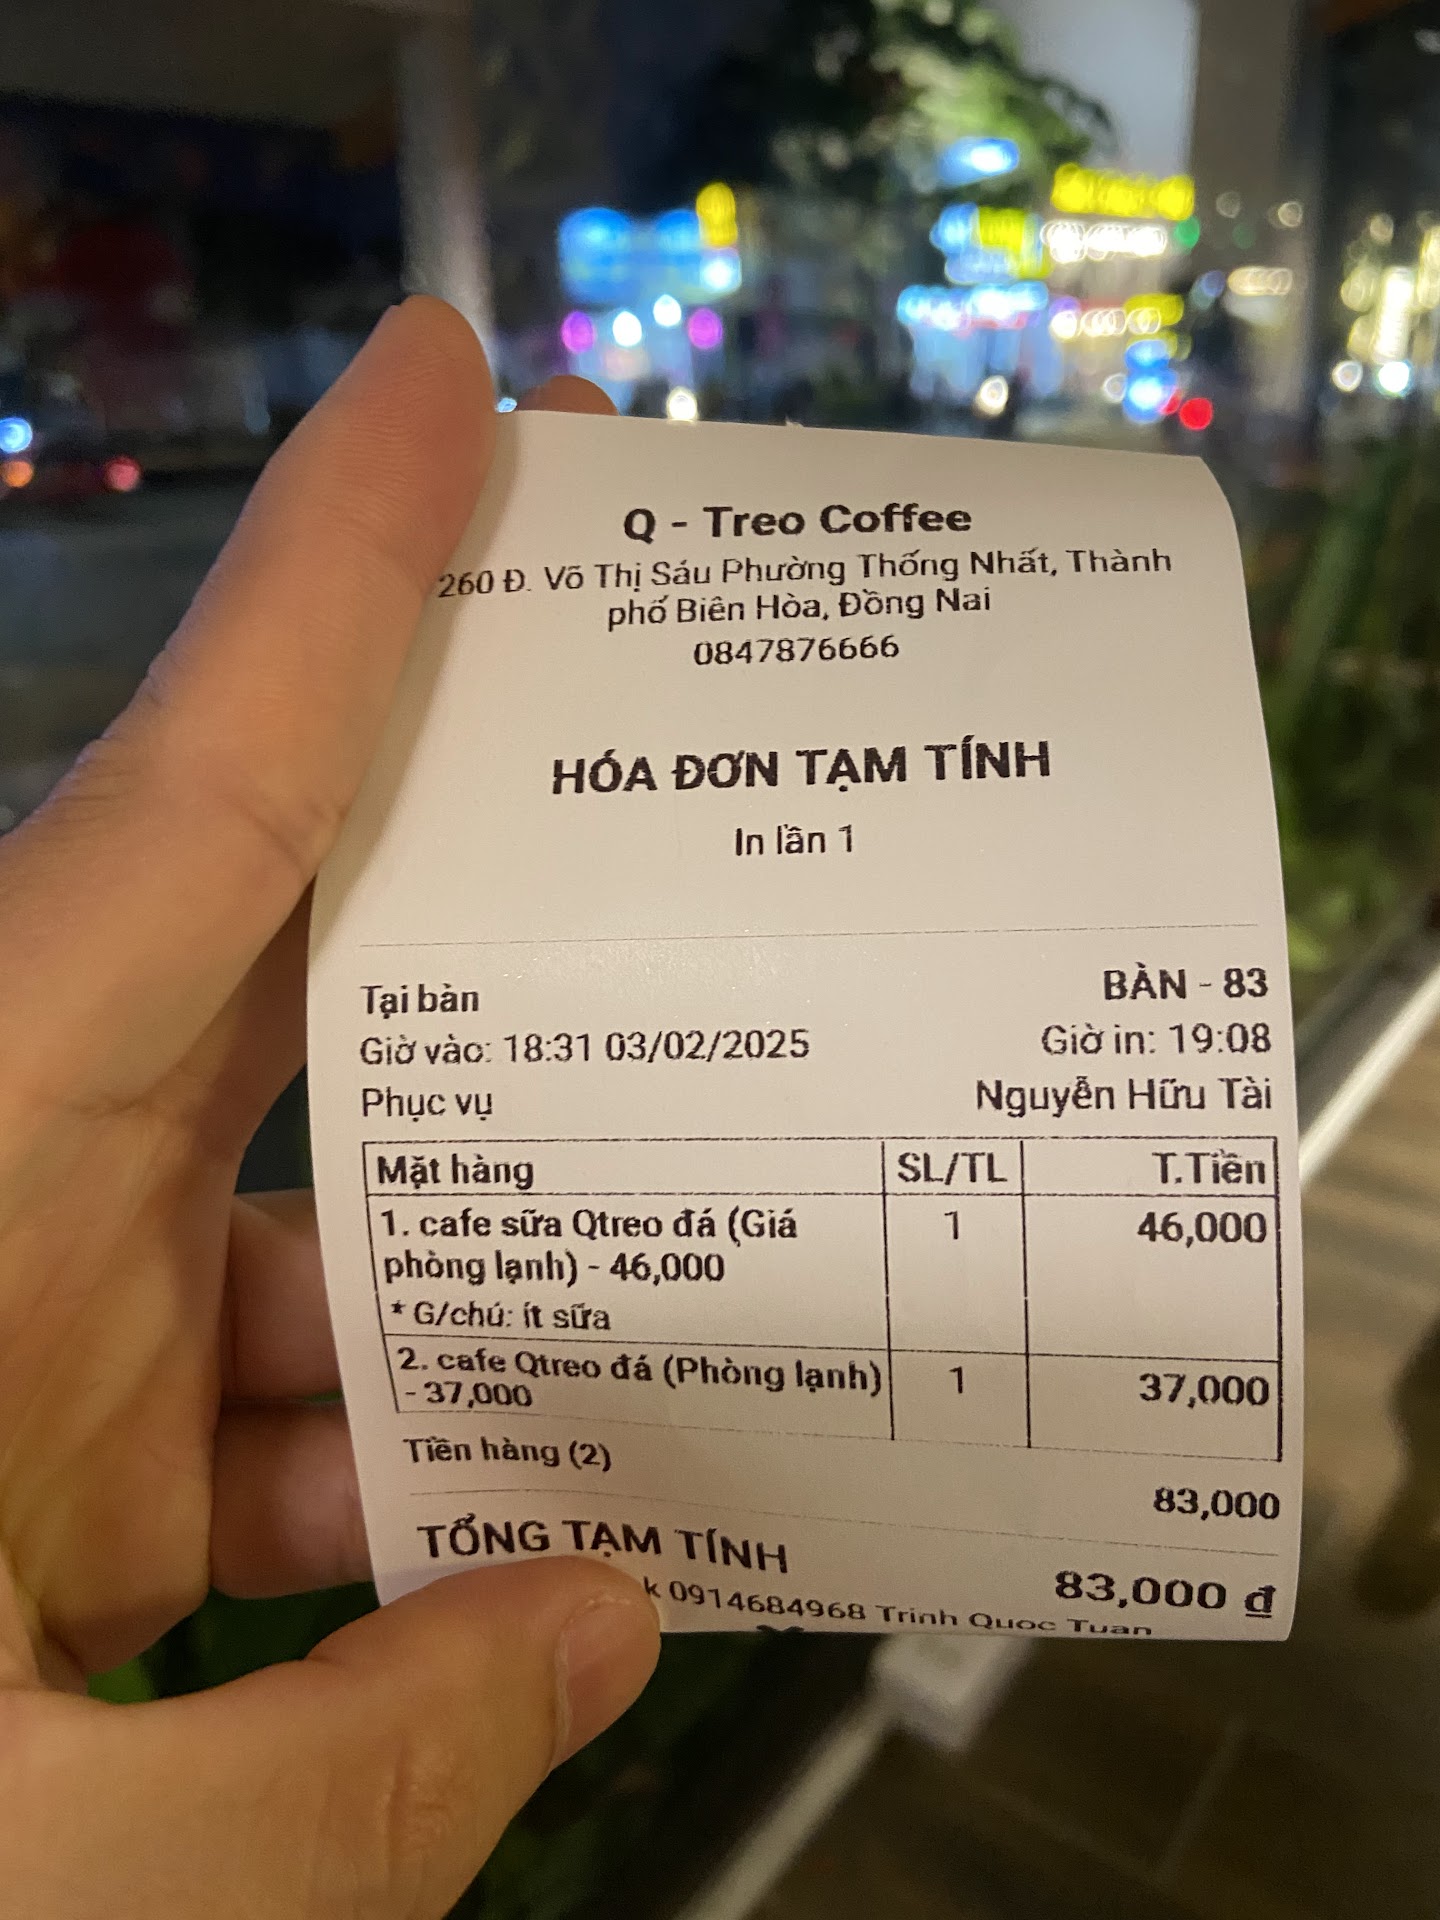 Q - Treo Coffee
260 Đ. Võ Thị Sáu Phường Thống Nhất, Thành
phố Biên Hòa, Đồng Nai
0847876666
HÓA ĐƠN TẠM TÍNH
In lần 1
Tại bàn BÀN - 83
Giờ vào: 18:31 03/02/2025 Giờ in: 19:08
Phục vụ Nguyễn Hữu Tài
Mặt hàng SL/TL T.Tiền
1. cafe sữa Qtreo đá (Giá 1 46,000
phòng lạnh) - 46,000
* G/chú: ít sữa
2. cafe Qtreo đá (Phòng lạnh) 1 37,000
- 37,000
Tiền hàng (2) 83,000
TỔNG TẠM TÍNH 83,000 ₫
k 0914684968 Trinh Quoc Tuan